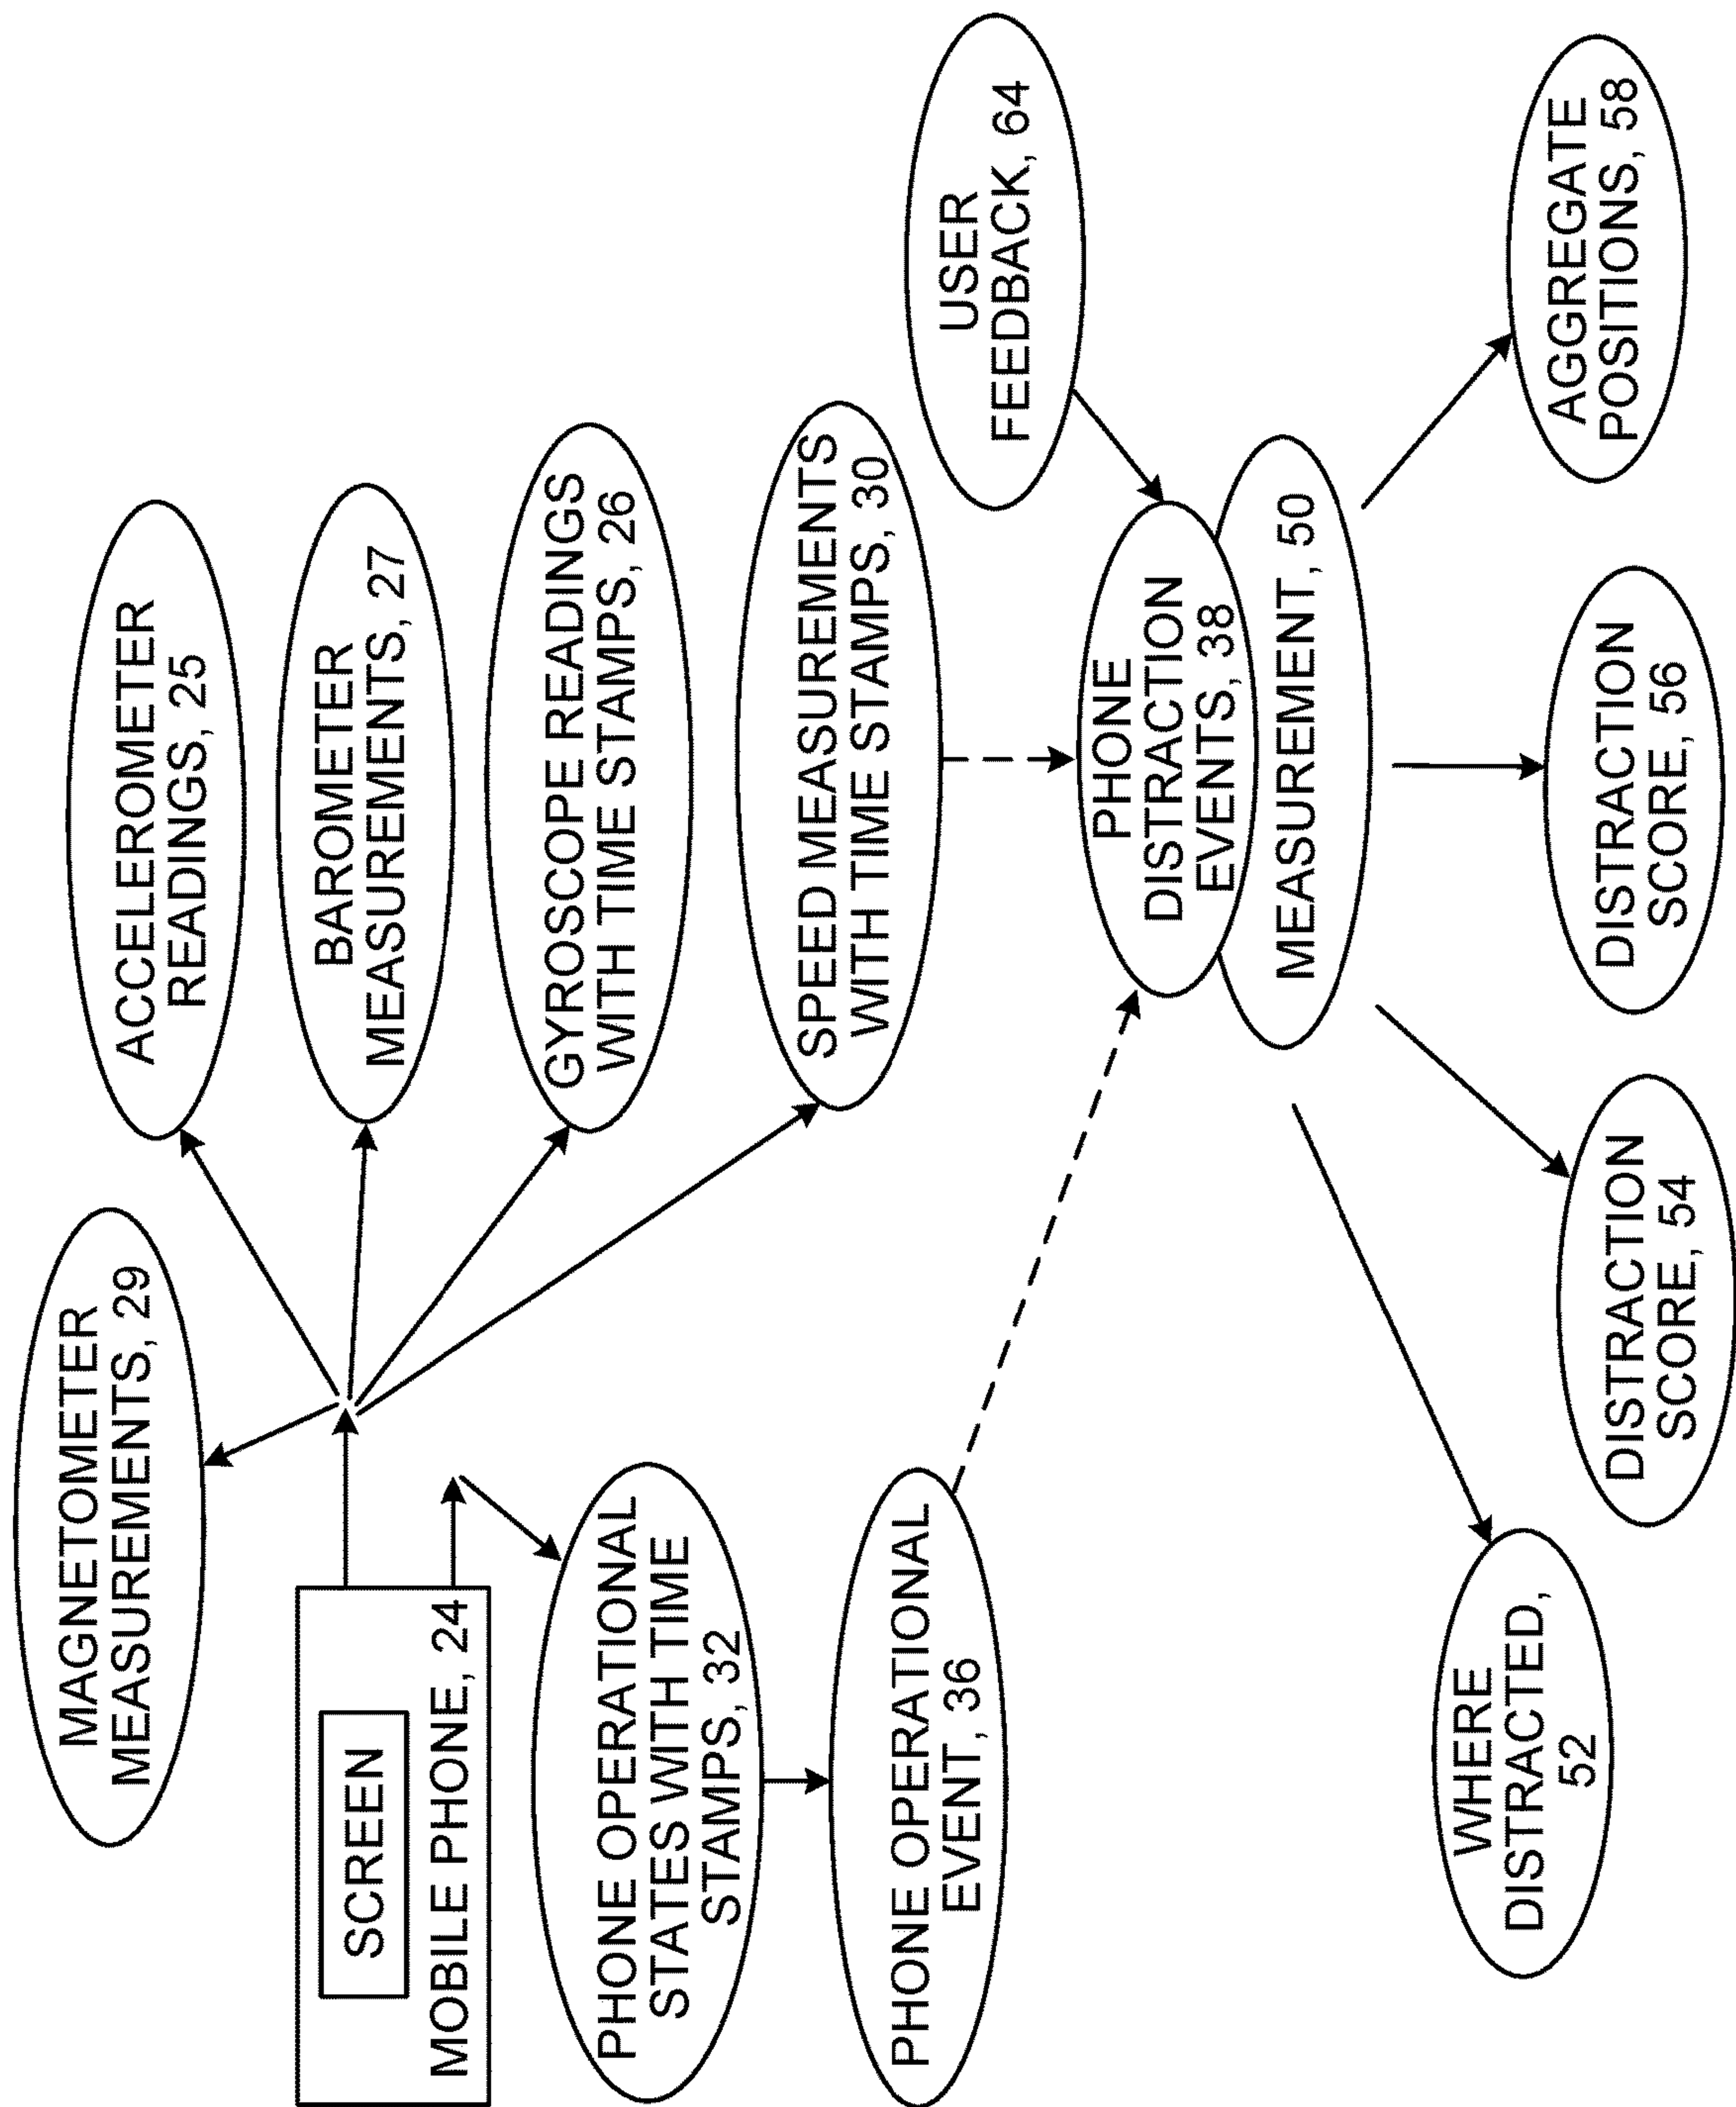 MAGNETOMETER
MEASUREMENTS, 29
ACCELEROMETER
READINGS, 25
BAROMETER
MEASUREMENTS, 27
SCREEN
MOBILE PHONE, 24
GYROSCOPE READINGS
WITH TIME STAMPS, 26
PHONE OPERATIONAL
STATES WITH TIME
STAMPS, 32
SPEED MEASUREMENTS
WITH TIME STAMPS, 30
PHONE OPERATIONAL
EVENT, 36
USER
FEEDBACK, 64
PHONE
DISTRACTION
EVENTS, 38
MEASUREMENT, 50
WHERE
DISTRACTED,
52
DISTRACTION
SCORE, 54
DISTRACTION
SCORE, 56
AGGREGATE
POSITIONS, 58